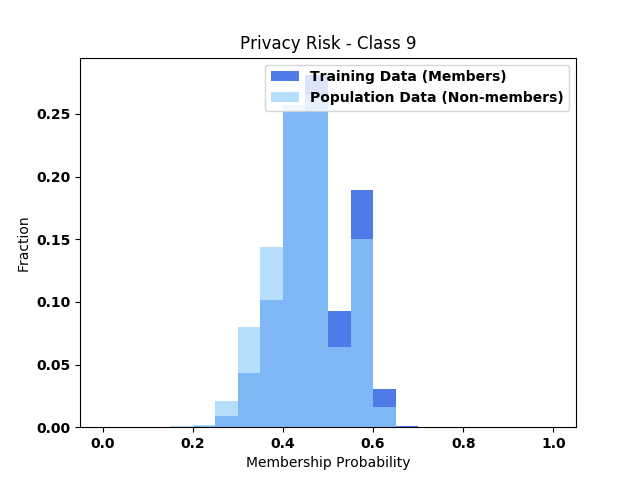 Privacy Risk - Class 9
Training Data (Members)
Population Data (Non-members)
0.25
0.20
0.15
0.10
0.05
0.00
Fraction
0.0 0.2 0.4 0.6 0.8 1.0
Membership Probability